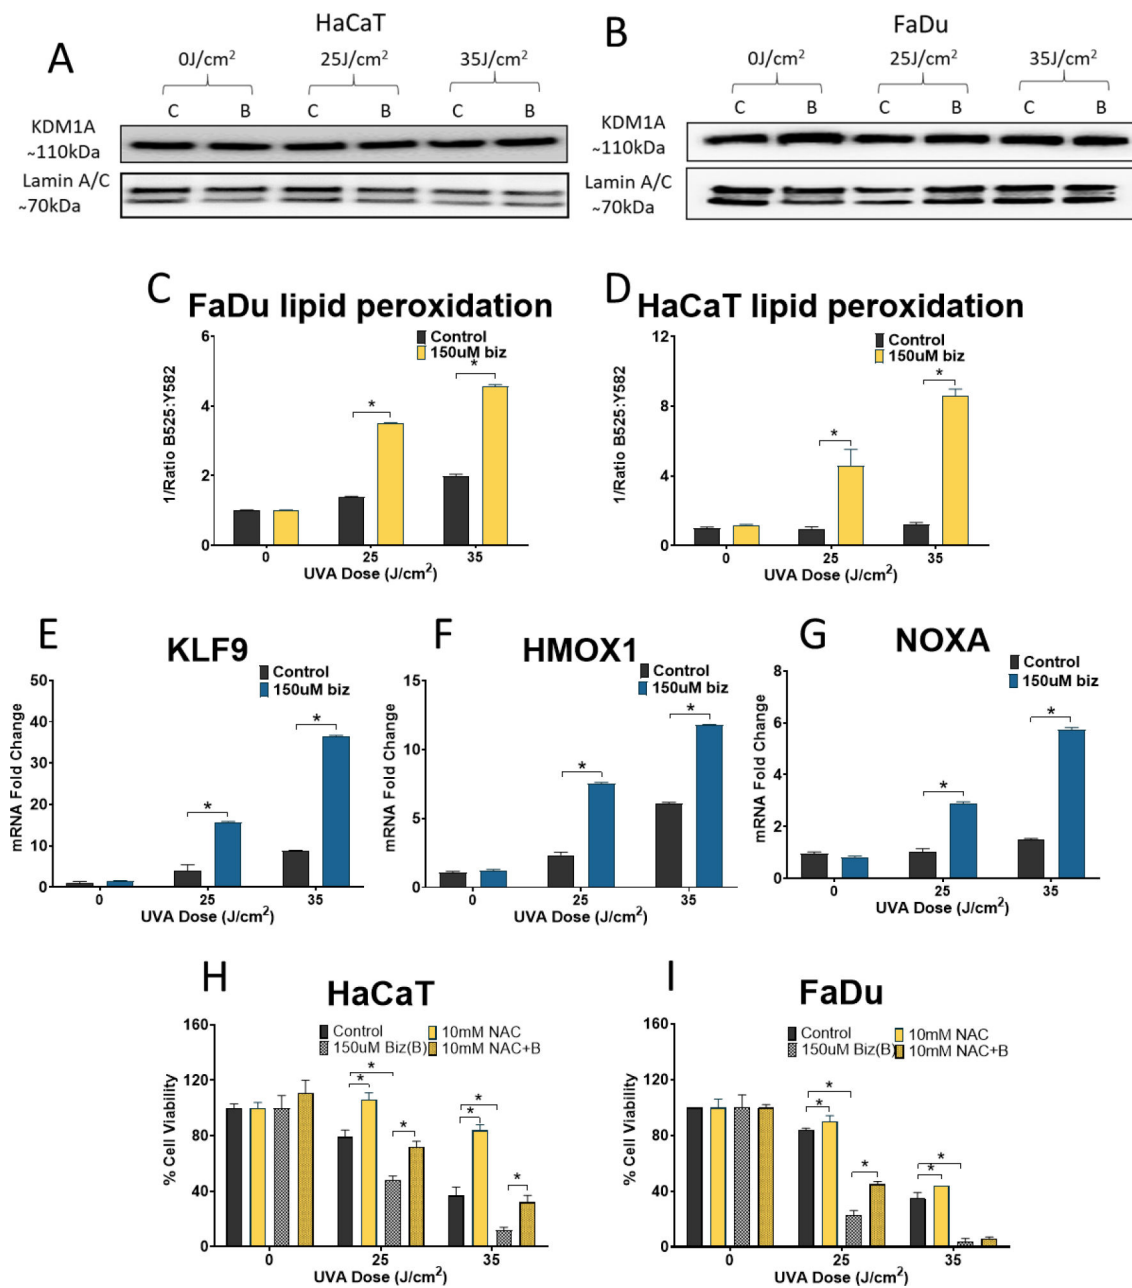 A
HaCaT
0J/cm²
25J/cm²
35J/cm²
C
B
C
B
C
B
KDM1A
~110kDa
Lamin A/C
~70kDa
B
FaDu
0J/cm²
25J/cm²
35J/cm²
C
B
C
B
C
B
KDM1A
~110kDa
Lamin A/C
~70kDa
C
FaDu lipid peroxidation
Control
150uM biz
1/Ratio B525:Y582
6
4
2
0
*
*
0
25
35
UVA Dose (J/cm²)
D
HaCaT lipid peroxidation
Control
150uM biz
1/Ratio B525:Y582
12
8
4
0
*
*
0
25
35
UVA Dose (J/cm²)
E
KLF9
Control
150uM biz
mRNA Fold Change
50
40
30
20
10
0
*
*
0
25
35
UVA Dose (J/cm²)
F
HMOX1
Control
150uM biz
mRNA Fold Change
15
10
5
0
*
*
0
25
35
UVA Dose (J/cm²)
G
NOXA
Control
150uM biz
mRNA Fold Change
8
6
4
2
0
*
*
0
25
35
UVA Dose (J/cm²)
H
HaCaT
Control
10mM NAC
150uM Biz(B)
10mM NAC+B
% Cell Viability
160
120
80
40
0
*
*
*
*
*
*
0
25
35
UVA Dose (J/cm²)
I
FaDu
Control
10mM NAC
150uM Biz(B)
10mM NAC+B
% Cell Viability
160
120
80
40
0
*
*
*
*
*
0
25
35
UVA Dose (J/cm²)